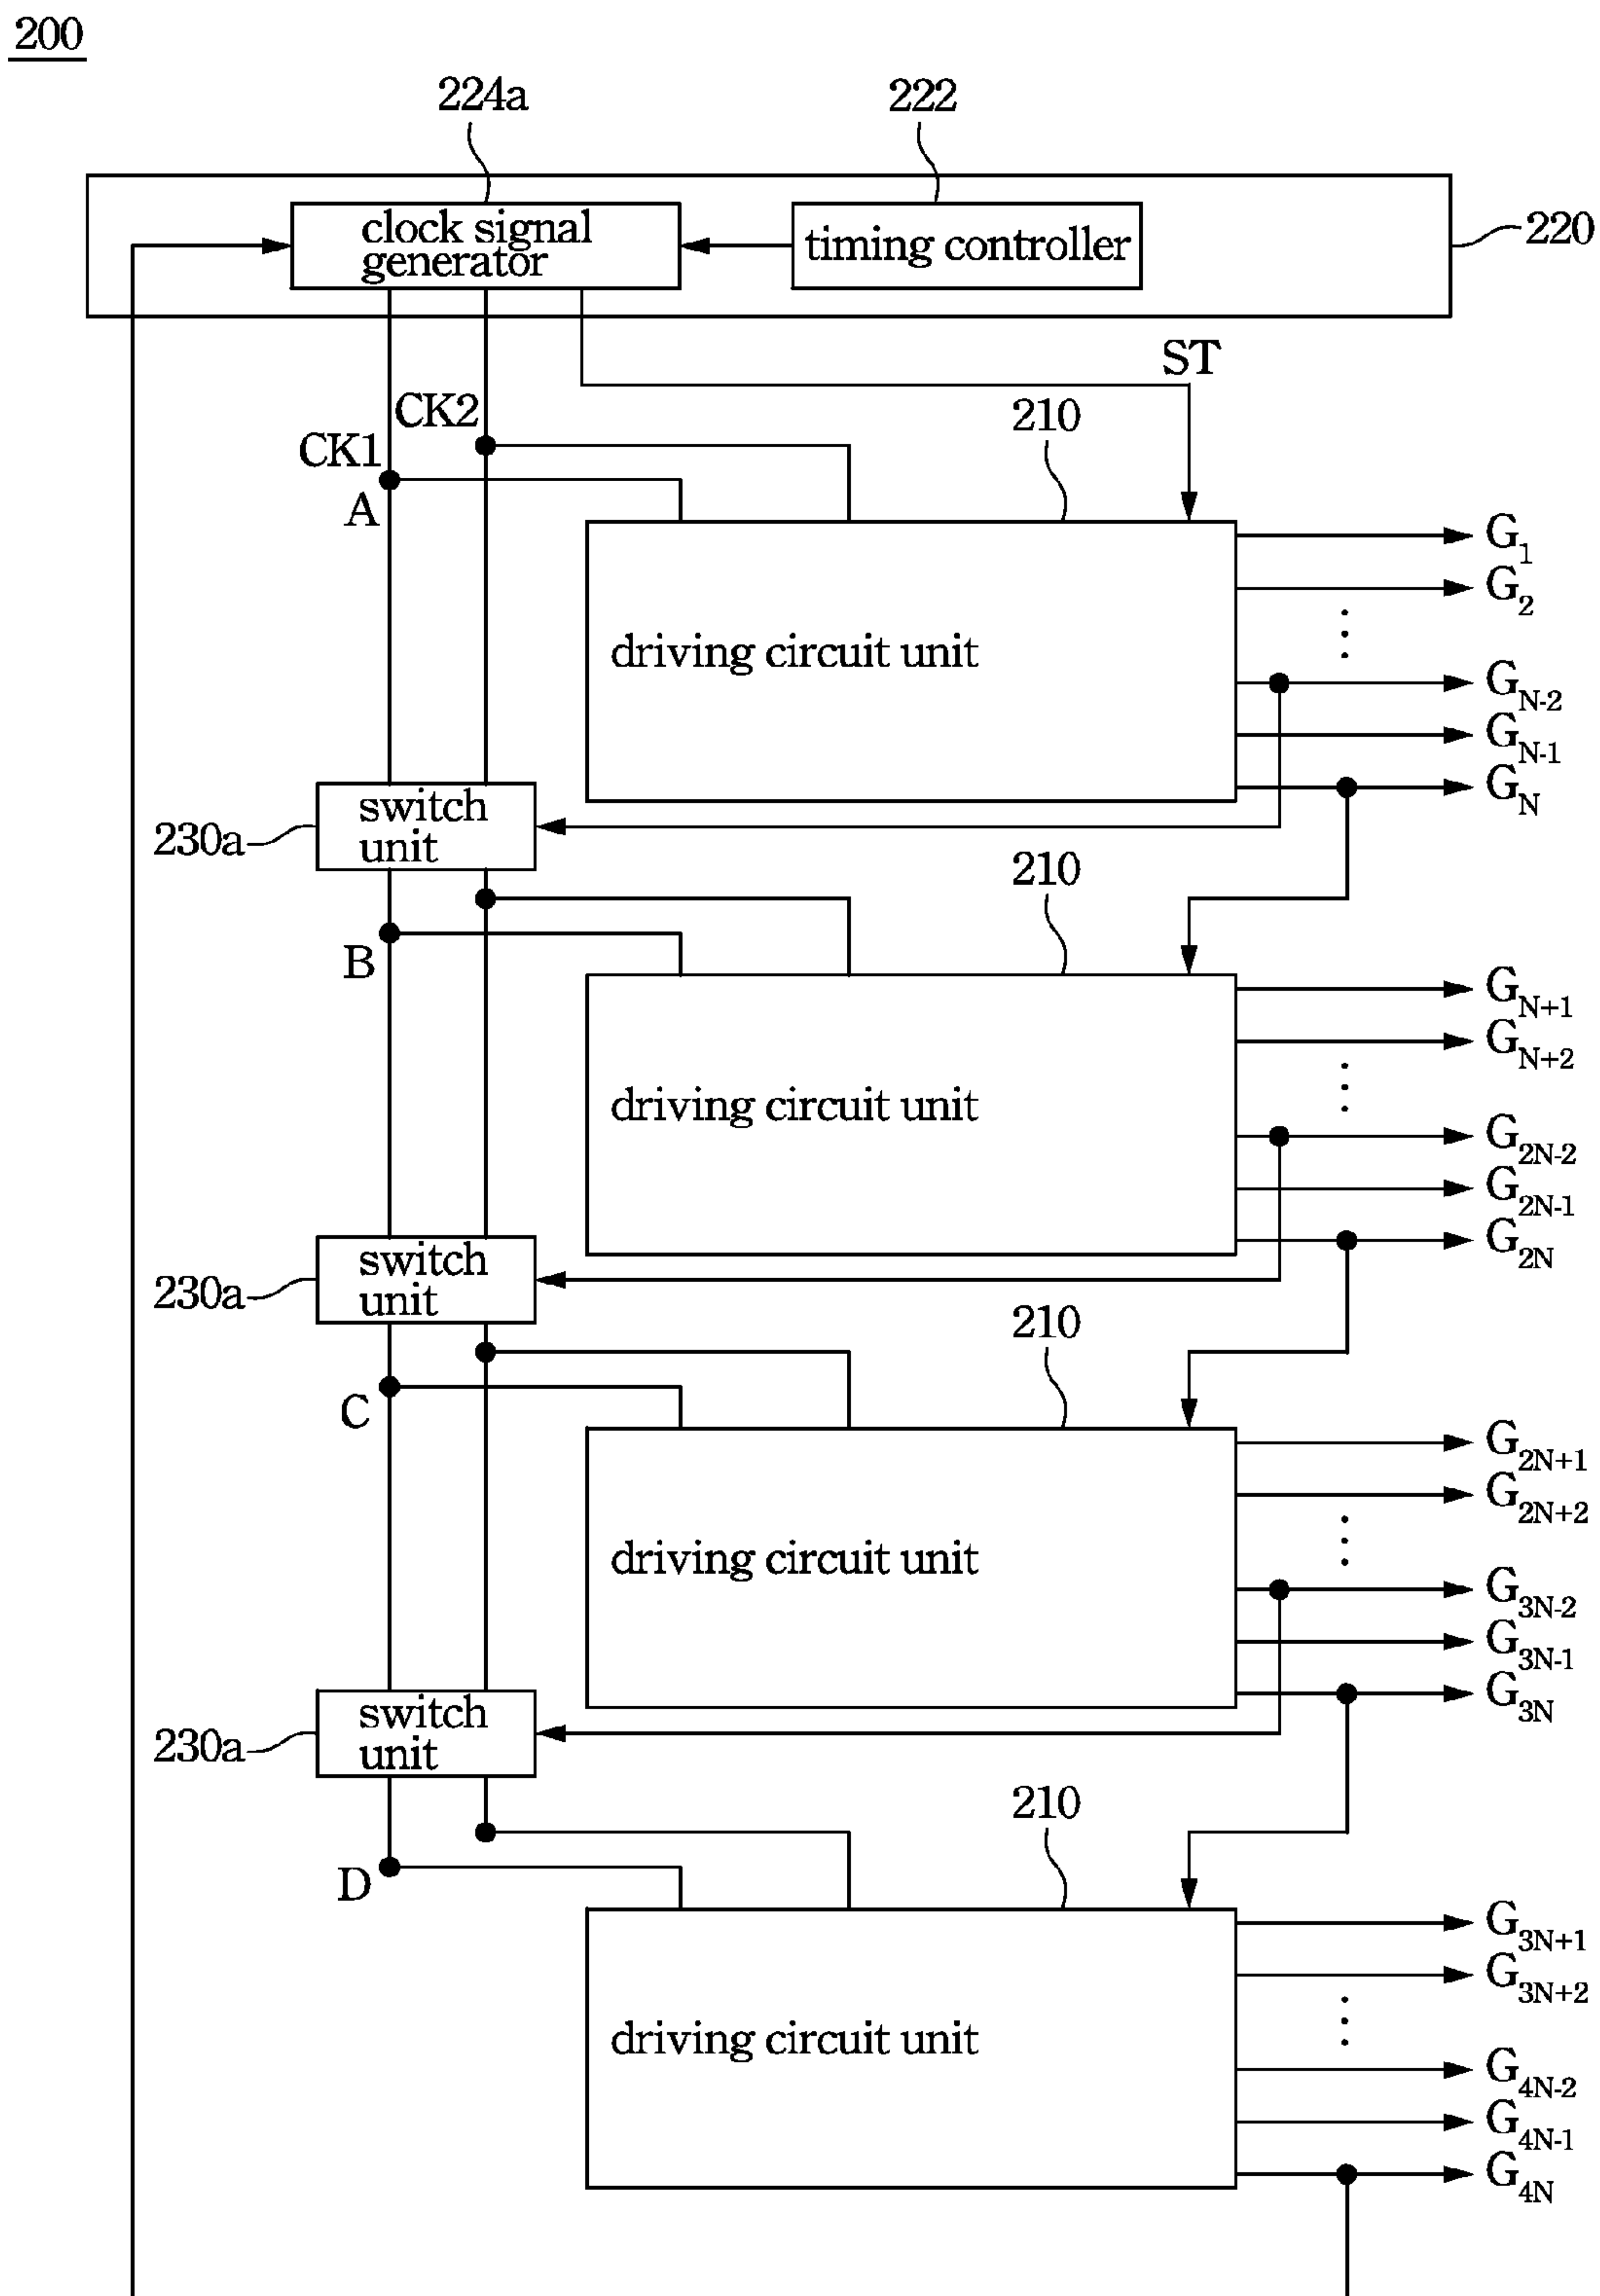 200
224a
222
clock signal
generator
timing controller
220
ST
CK2
CK1
A
210
driving circuit unit
G1
G2
GN-2
GN-1
GN
switch
unit
230a
210
B
driving circuit unit
GN+1
GN+2
G2N-2
G2N-1
G2N
switch
unit
230a
210
C
driving circuit unit
G2N+1
G2N+2
G3N-2
G3N-1
G3N
switch
unit
230a
210
D
driving circuit unit
G3N+1
G3N+2
G4N-2
G4N-1
G4N